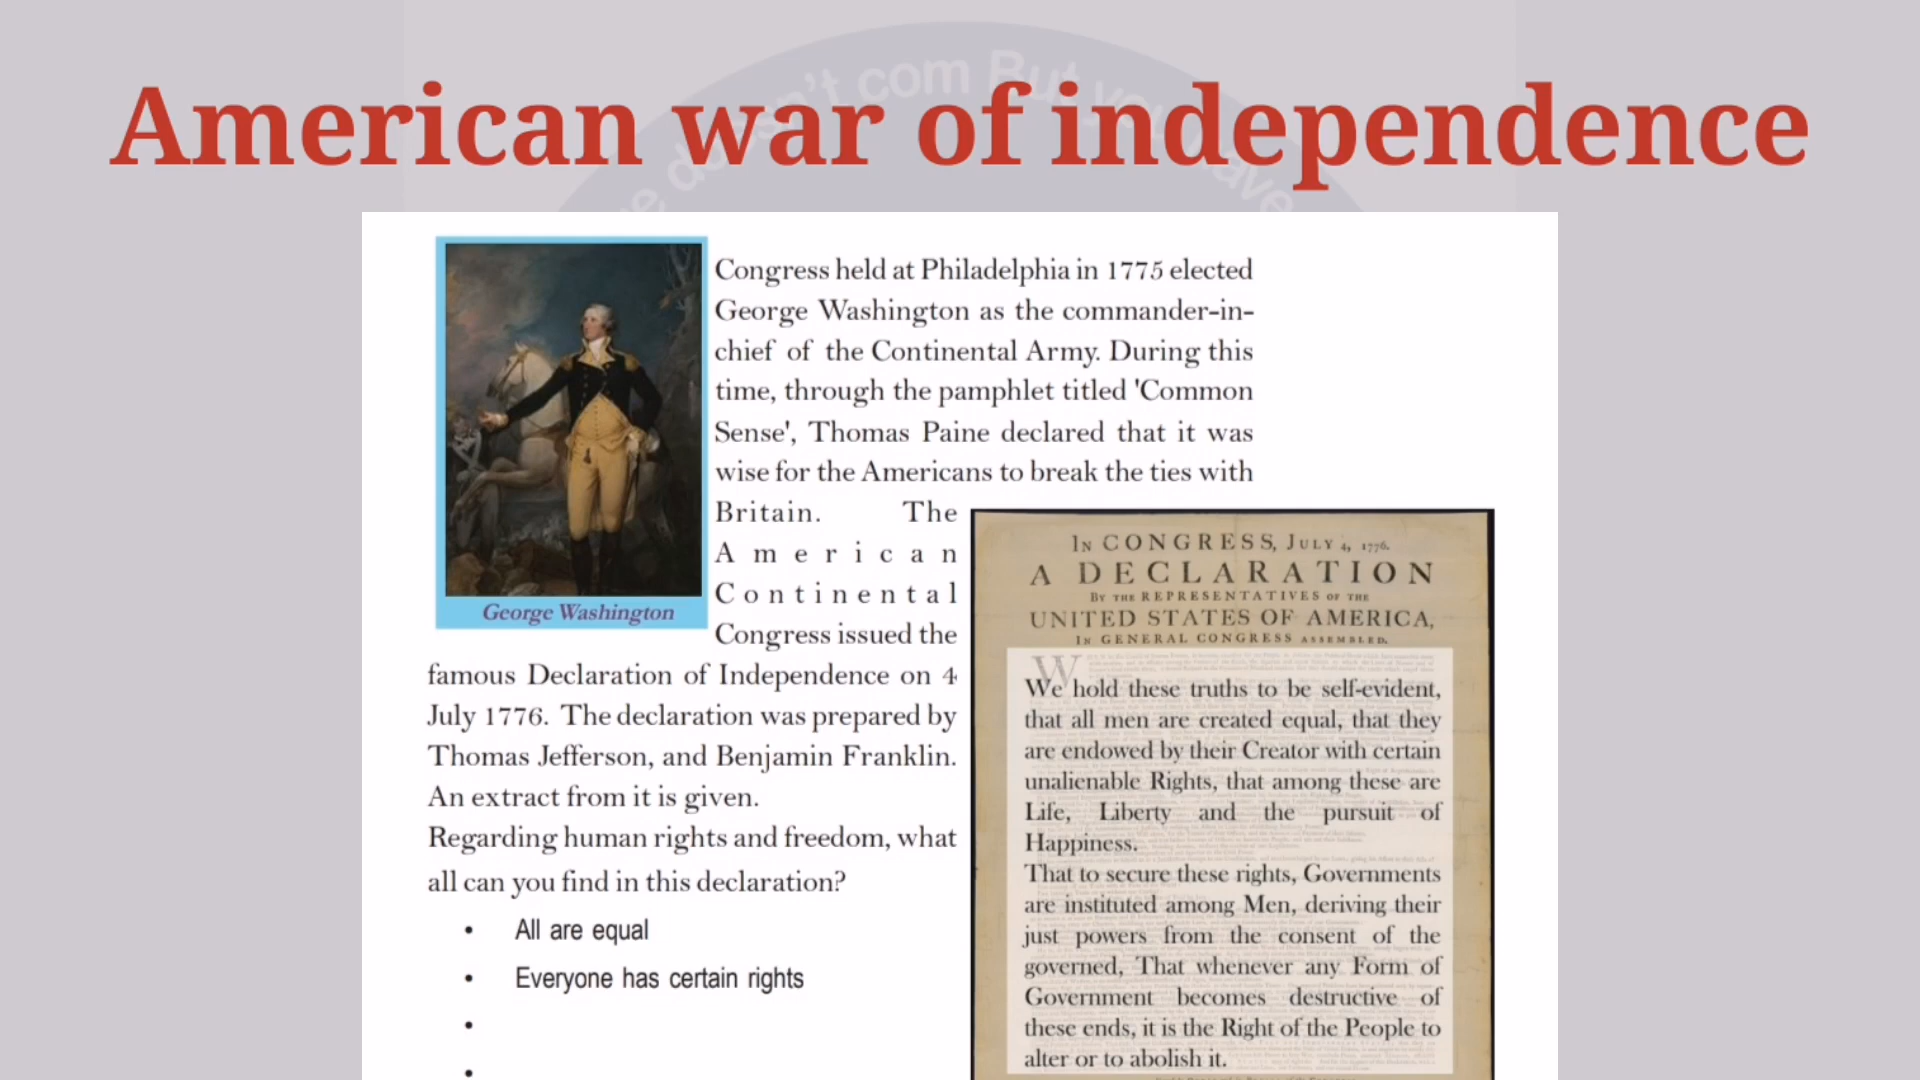 American war of independence
Congress held at Philadelphia in 1775 elected
George Washington as the commander-in-
chief of the Continental Army. During this
time, through the pamphlet titled 'Common
Sense', Thomas Paine declared that it was
wise for the Americans to break the ties with
Britain. The
American
Continental
Congress issued the
famous Declaration of Independence on 4
July 1776. The declaration was prepared by
Thomas Jefferson, and Benjamin Franklin.
An extract from it is given.
Regarding human rights and freedom, what
all can you find in this declaration?
• All are equal
• Everyone has certain rights
•
•
George Washington
IN CONGRESS, JULY 4, 1776.
A DECLARATION
BY THE REPRESENTATIVES OF THE
UNITED STATES OF AMERICA,
IN GENERAL CONGRESS ASSEMBLED.
We hold these truths to be self-evident,
that all men are created equal, that they
are endowed by their Creator with certain
unalienable Rights, that among these are
Life, Liberty and the pursuit of
Happiness.
That to secure these rights, Governments
are instituted among Men, deriving their
just powers from the consent of the
governed, That whenever any Form of
Government becomes destructive of
these ends, it is the Right of the People to
alter or to abolish it.
doesn't com But you have